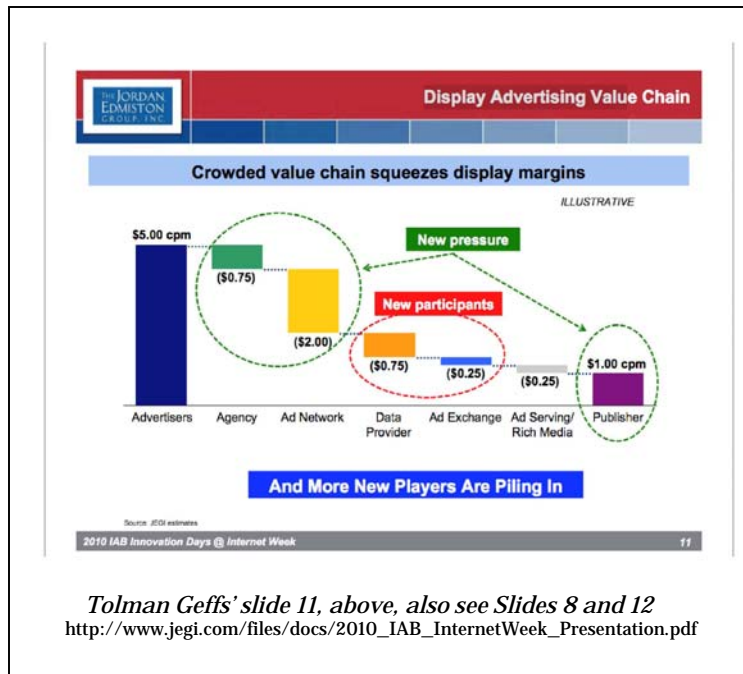 THE JORDAN
EDMISTON
GROUP, INC.
Display Advertising Value Chain
Crowded value chain squeezes display margins
ILLUSTRATIVE
$5.00 cpm
New pressure
($0.75)
New participants
($2.00)
($0.75)
($0.25)
($0.25)
$1.00 cpm
Advertisers
Agency
Ad Network
Data
Provider
Ad Exchange
Ad Serving/
Rich Media
Publisher
And More New Players Are Piling In
Source: JEGI estimates
2010 IAB Innovation Days @ Internet Week
11
Tolman Geffs' slide 11, above, also see Slides 8 and 12
http://www.jegi.com/files/docs/2010_IAB_InternetWeek_Presentation.pdf